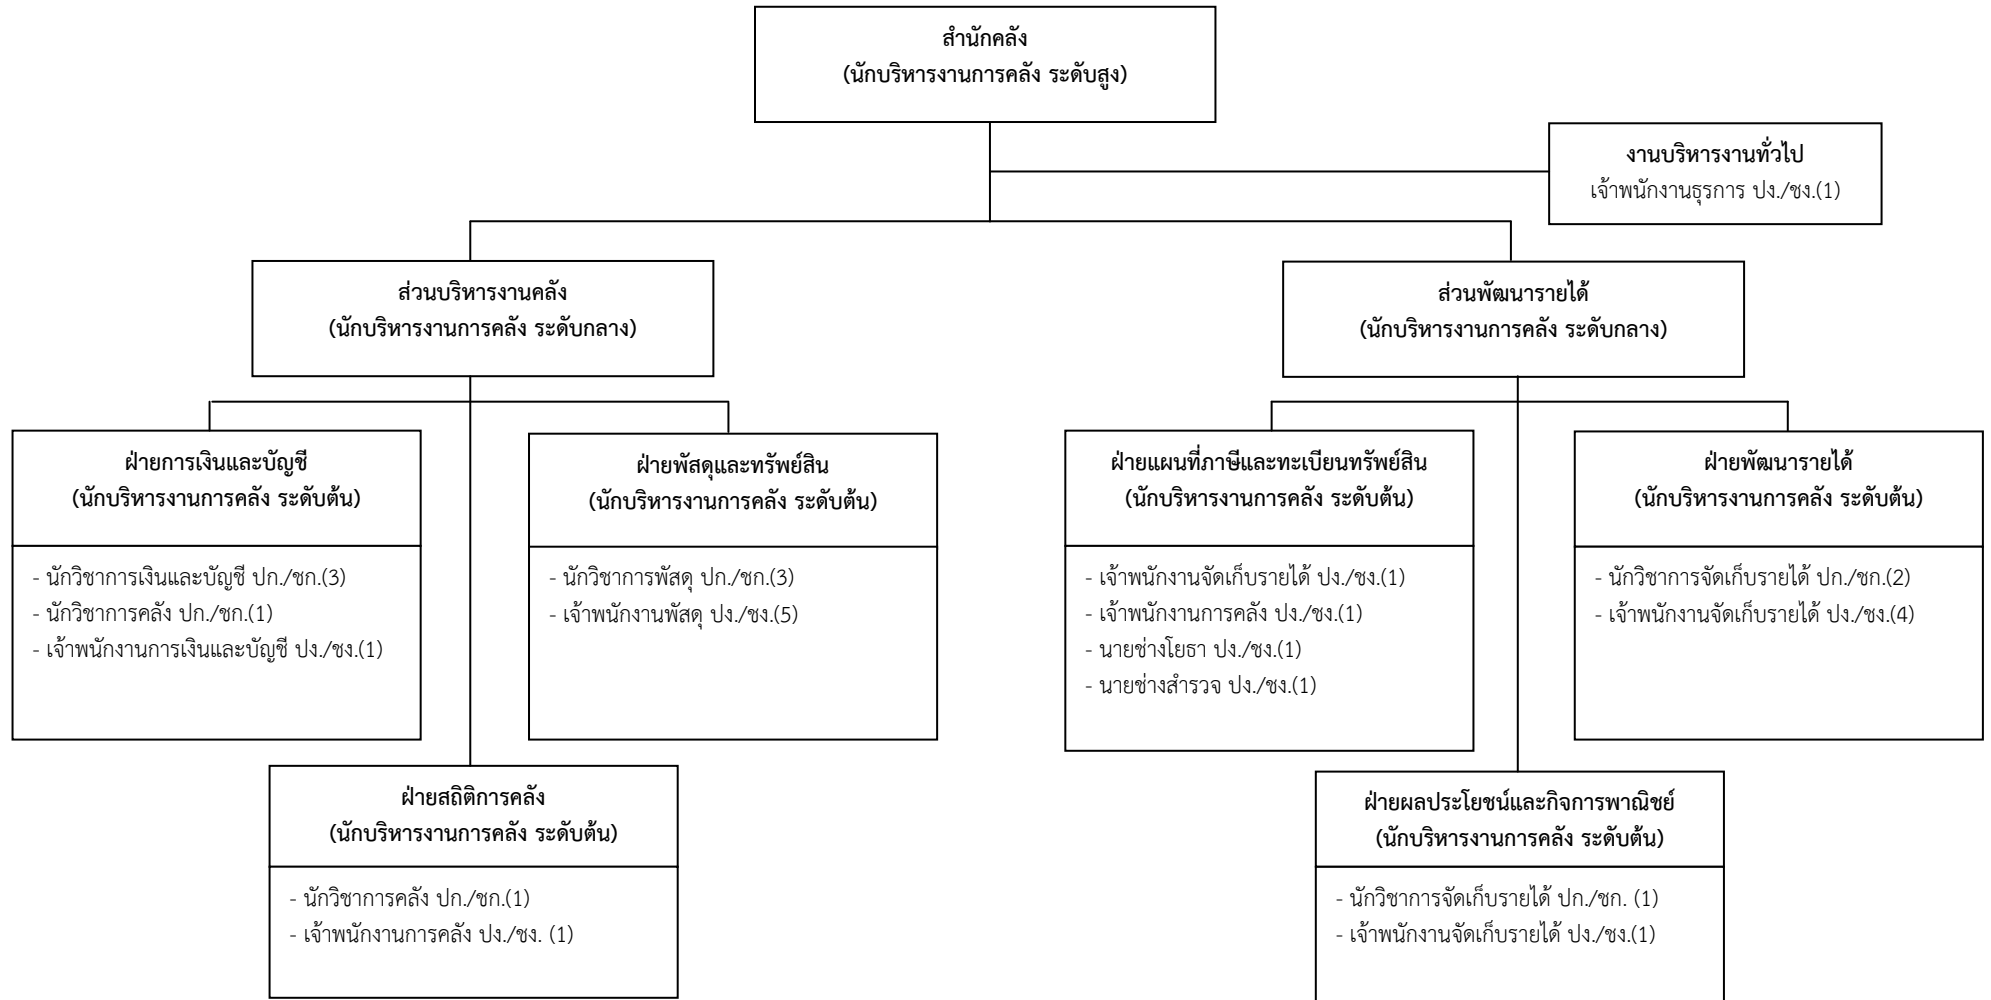 สำนักคลัง
(นักบริหารงานการคลัง ระดับสูง)
งานบริหารงานทั่วไป
เจ้าพนักงานธุรการ ปง./ชง.(1)
ส่วนบริหารงานคลัง
(นักบริหารงานการคลัง ระดับกลาง)
ส่วนพัฒนารายได้
(นักบริหารงานการคลัง ระดับกลาง)
ฝ่ายการเงินและบัญชี
(นักบริหารงานการคลัง ระดับต้น)
- นักวิชาการเงินและบัญชี ปก./ชก.(3)
- นักวิชาการคลัง ปก./ชก.(1)
- เจ้าพนักงานการเงินและบัญชี ปง./ชง.(1)
ฝ่ายพัสดุและทรัพย์สิน
(นักบริหารงานการคลัง ระดับต้น)
- นักวิชาการพัสดุ ปก./ชก.(3)
- เจ้าพนักงานพัสดุ ปง./ชง.(5)
ฝ่ายแผนที่ภาษีและทะเบียนทรัพย์สิน
(นักบริหารงานการคลัง ระดับต้น)
- เจ้าพนักงานจัดเก็บรายได้ ปง./ชง.(1)
- เจ้าพนักงานการคลัง ปง./ชง.(1)
- นายช่างโยธา ปง./ชง.(1)
- นายช่างสำรวจ ปง./ชง.(1)
ฝ่ายพัฒนารายได้
(นักบริหารงานการคลัง ระดับต้น)
- นักวิชาการจัดเก็บรายได้ ปก./ชก.(2)
- เจ้าพนักงานจัดเก็บรายได้ ปง./ชง.(4)
ฝ่ายสถิติการคลัง
(นักบริหารงานการคลัง ระดับต้น)
- นักวิชาการคลัง ปก./ชก.(1)
- เจ้าพนักงานการคลัง ปง./ชง. (1)
ฝ่ายผลประโยชน์และกิจการพาณิชย์
(นักบริหารงานการคลัง ระดับต้น)
- นักวิชาการจัดเก็บรายได้ ปก./ชก. (1)
- เจ้าพนักงานจัดเก็บรายได้ ปง./ชง.(1)